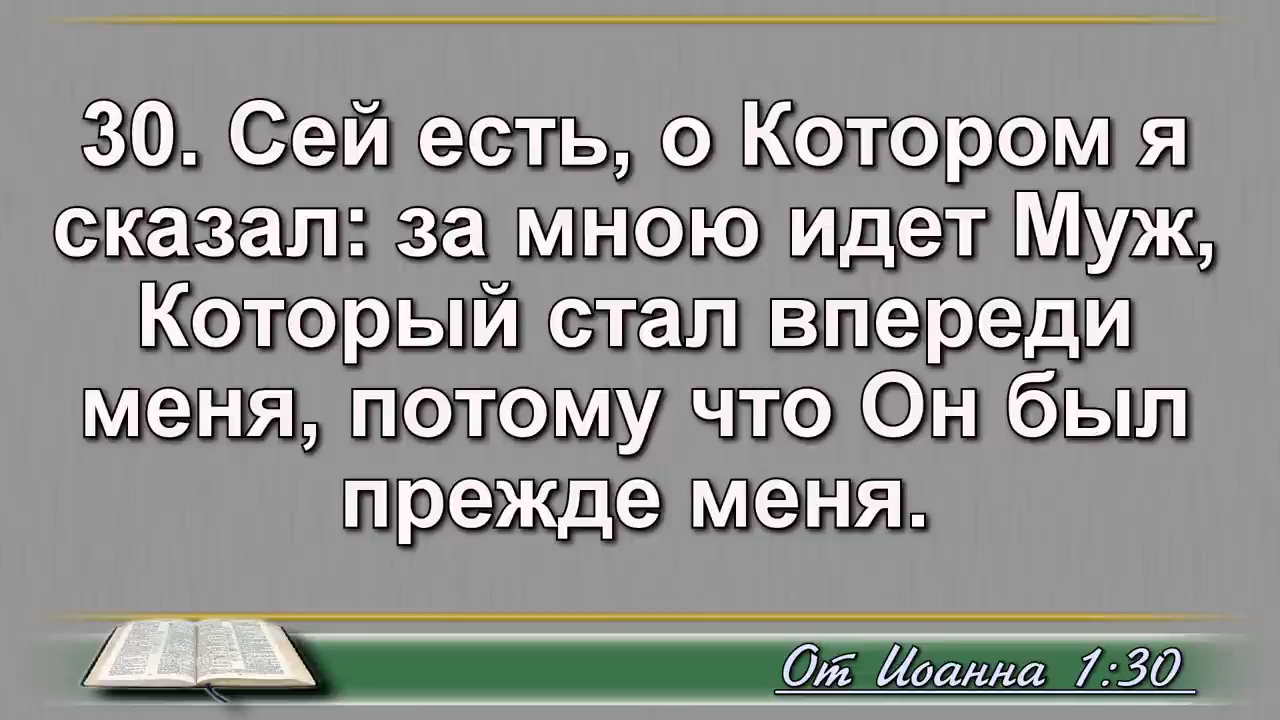 30. Сей есть, о Котором я
сказал: за мною идет Муж,
Который стал впереди
меня, потому что Он был
прежде меня.
От Иоанна 1:30